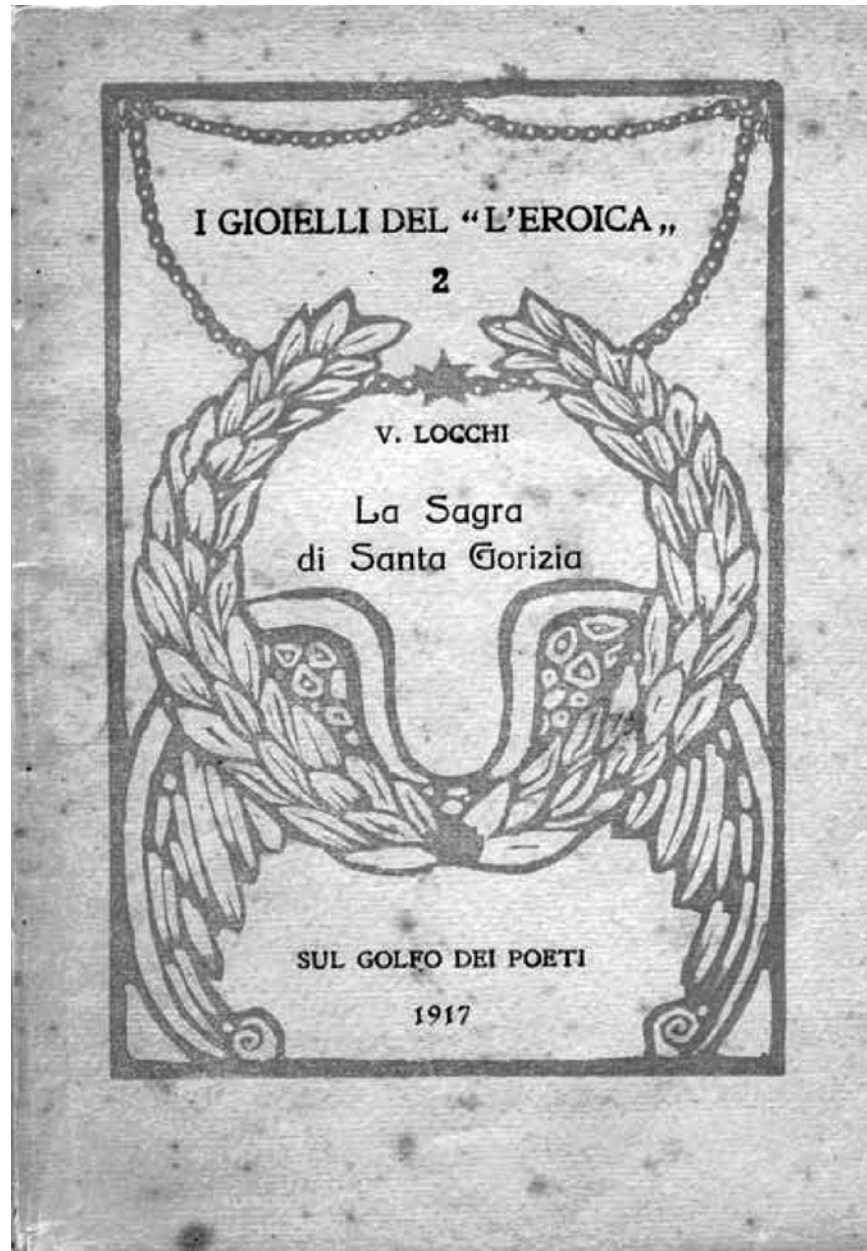 I GIOIELLI DEL “L'EROICA„
2
V. LOCCHI
La Sagra
di Santa Gorizia
SUL GOLFO DEI POETI
1917